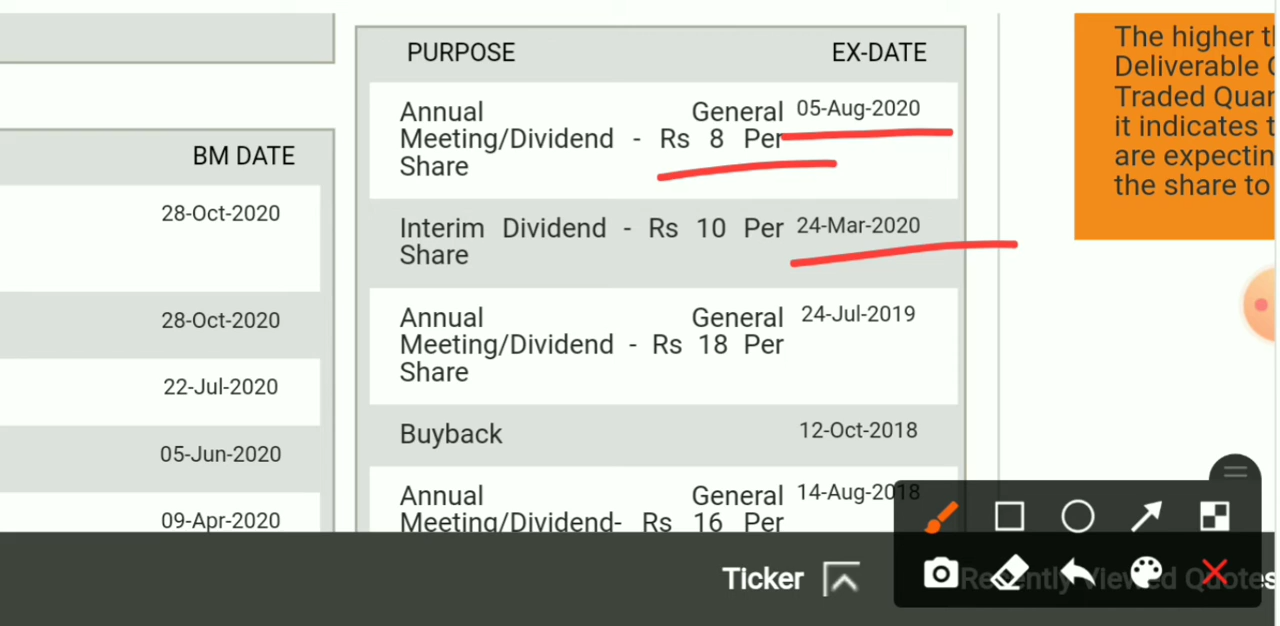 BM DATE
28-Oct-2020
28-Oct-2020
22-Jul-2020
05-Jun-2020
09-Apr-2020
PURPOSE EX-DATE
Annual General 05-Aug-2020
Meeting/Dividend - Rs 8 Per
Share
Interim Dividend - Rs 10 Per 24-Mar-2020
Share
Annual General 24-Jul-2019
Meeting/Dividend - Rs 18 Per
Share
Buyback 12-Oct-2018
Annual General 14-Aug-2018
Meeting/Dividend- Rs 16 Per
The higher
Deliverable
Traded
it indicates
are
the share to
Ticker
Recently Viewed Quotes